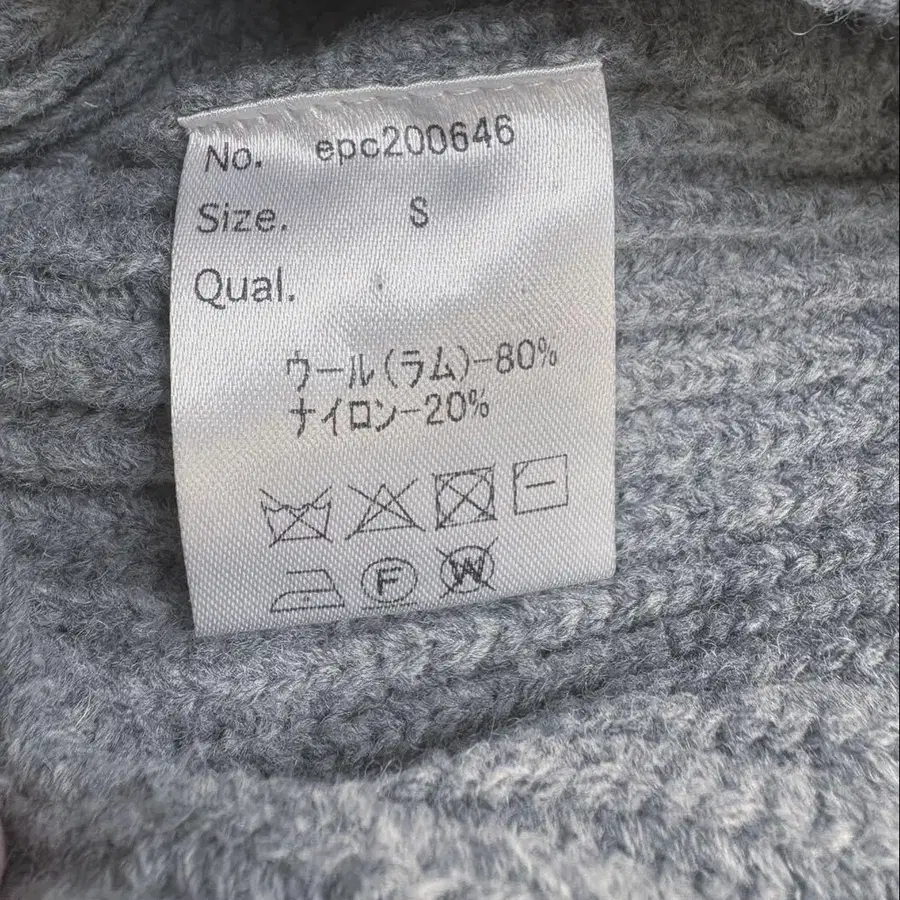 No. epc200646
Size. S
Qual.
ウール(ラム)-80%
ナイロン-20%
F W